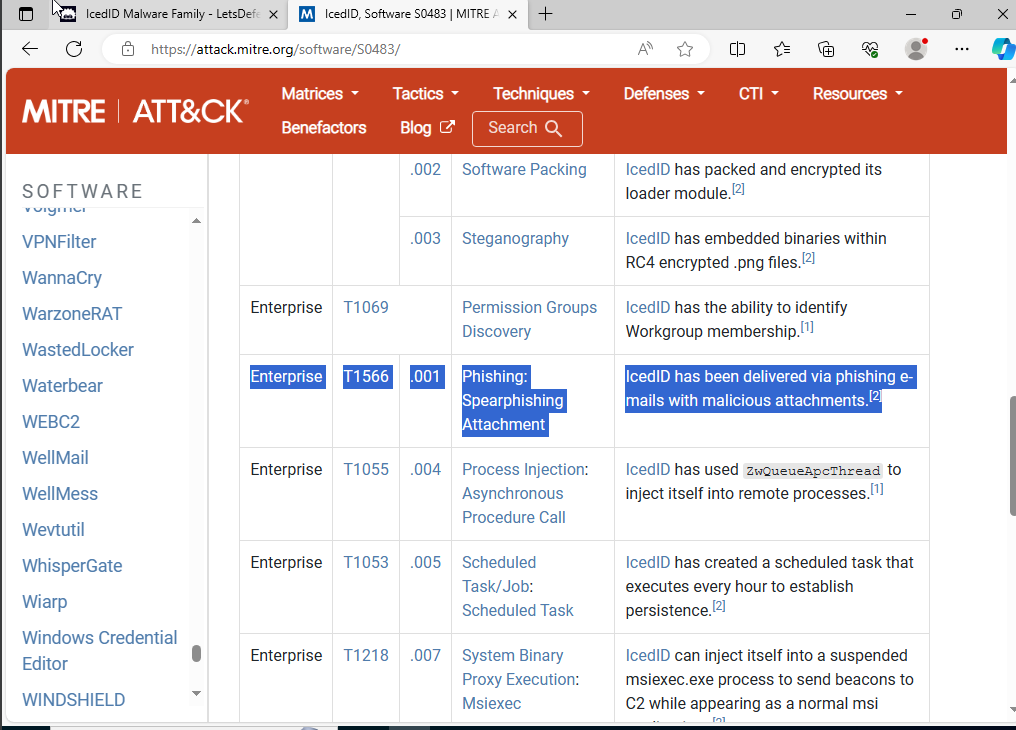 IcedID Malware Family - LetsDefe
IcedID, Software S0483 | MITRE A
https://attack.mitre.org/software/S0483/
MITRE | ATT&CK®
Matrices Tactics Techniques Defenses CTI Resources
Benefactors Blog Search
SOFTWARE
Volgmer
VPNFilter
WannaCry
WarzoneRAT
WastedLocker
Waterbear
WEBC2
WellMail
WellMess
Wevtutil
WhisperGate
Wiarp
Windows Credential
Editor
WINDSHIELD
.002 Software Packing IcedID has packed and encrypted its
loader module.[2]
.003 Steganography IcedID has embedded binaries within
RC4 encrypted .png files.[2]
Enterprise T1069 Permission Groups IcedID has the ability to identify
Discovery Workgroup membership.[1]
Enterprise T1566 .001 Phishing: IcedID has been delivered via phishing e-
Spearphishing mails with malicious attachments.[2]
Attachment
Enterprise T1055 .004 Process Injection: IcedID has used ZwQueueApcThread to
Asynchronous inject itself into remote processes.[1]
Procedure Call
Enterprise T1053 .005 Scheduled IcedID has created a scheduled task that
Task/Job: executes every hour to establish
Scheduled Task persistence.[2]
Enterprise T1218 .007 System Binary IcedID can inject itself into a suspended
Proxy Execution: msiexec.exe process to send beacons to
Msiexec C2 while appearing as a normal msi
[2]